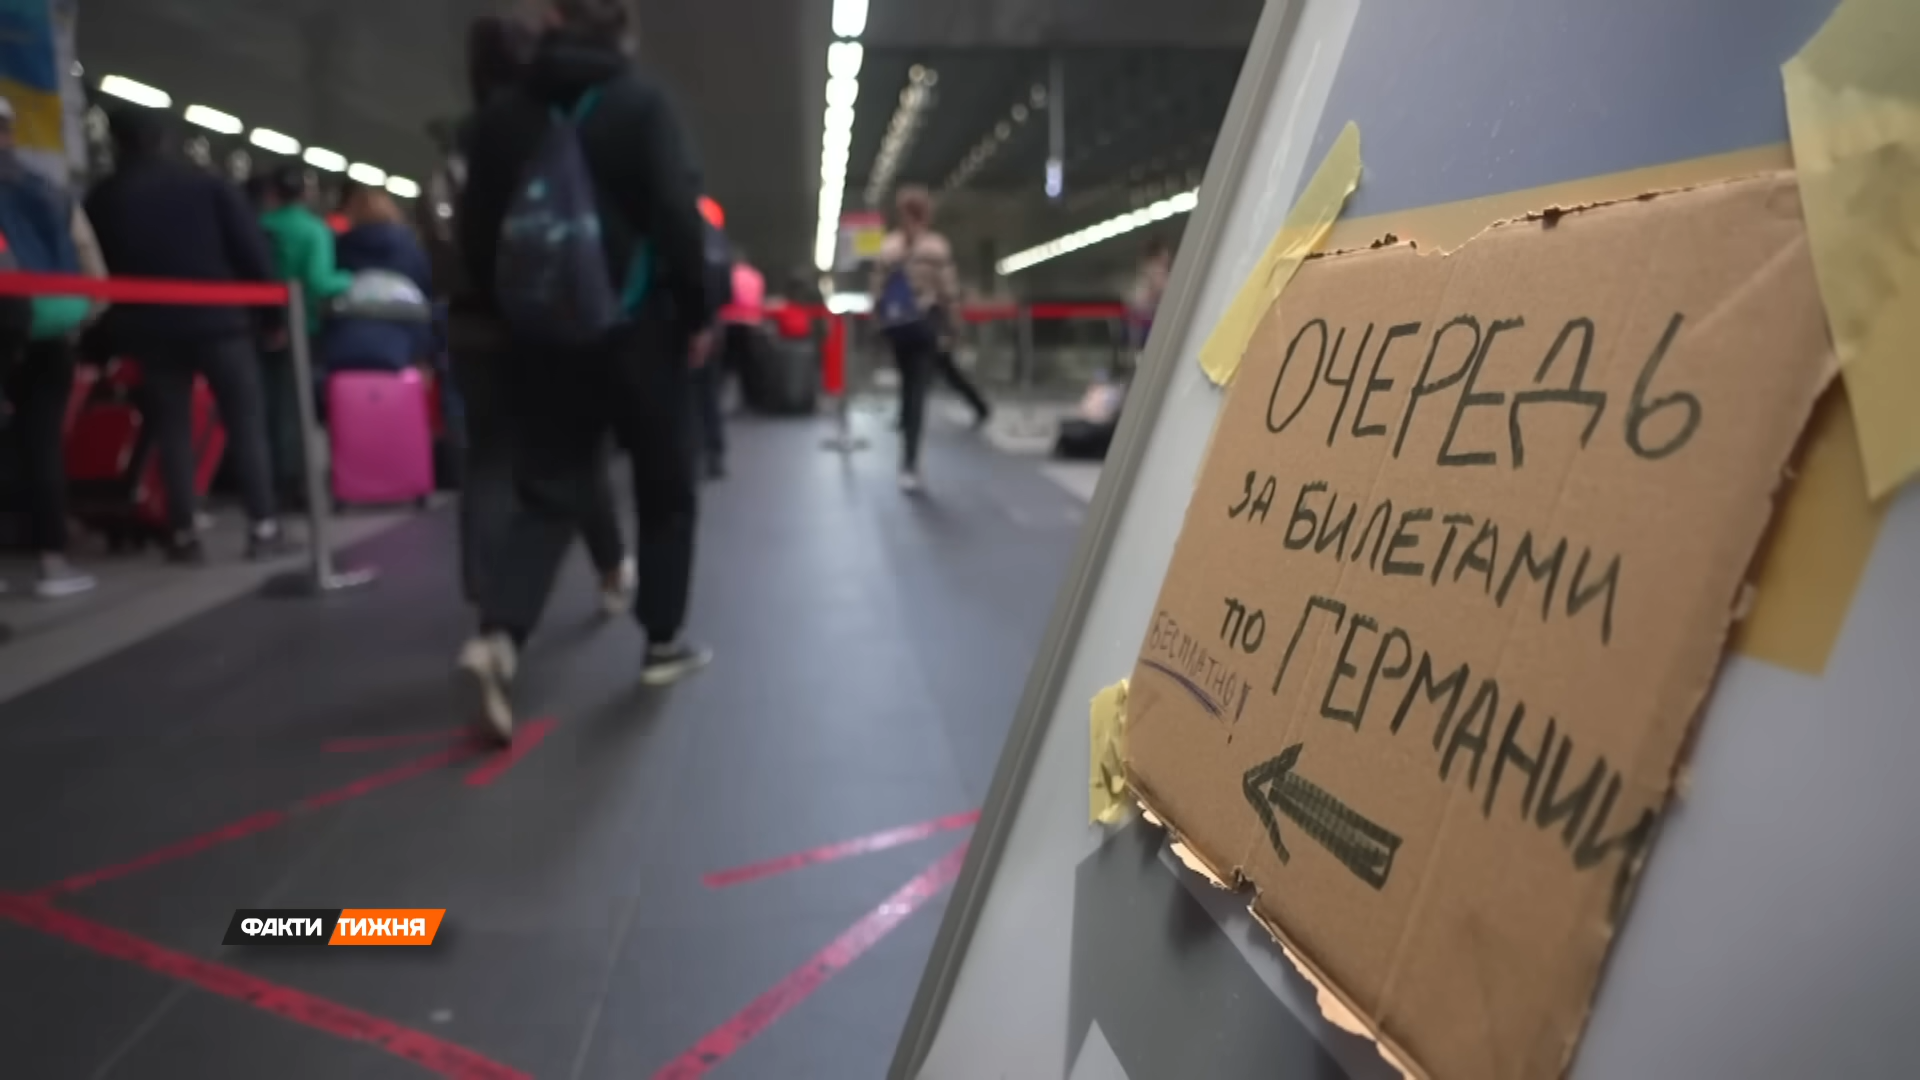 ОЧЕРЕДЬ
ЗА БИЛЕТАМИ
ПО ГЕРМАНИИ
БЕСПЛАТНО!
ФАКТИ ТИЖНЯ